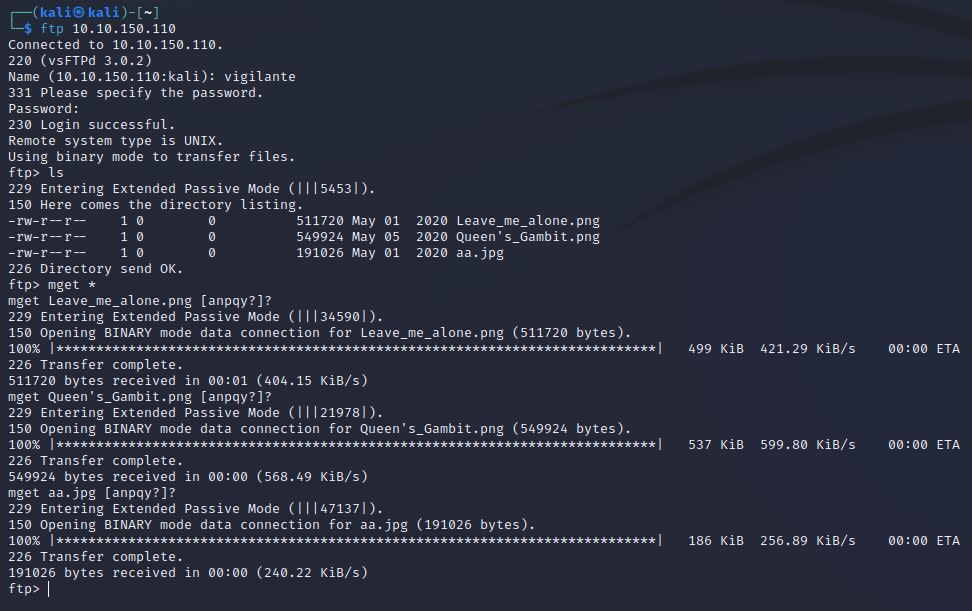 ┌──(kali㉿kali)-[~]
└─$ ftp 10.10.150.110
Connected to 10.10.150.110.
220 (vsFTPd 3.0.2)
Name (10.10.150.110:kali): vigilante
331 Please specify the password.
Password:
230 Login successful.
Remote system type is UNIX.
Using binary mode to transfer files.
ftp> ls
229 Entering Extended Passive Mode (|||5453|).
150 Here comes the directory listing.
-rw-r--r--    1 0        0          511720 May 01  2020 Leave_me_alone.png
-rw-r--r--    1 0        0          549924 May 05  2020 Queen's_Gambit.png
-rw-r--r--    1 0        0          191026 May 01  2020 aa.jpg
226 Directory send OK.
ftp> mget *
mget Leave_me_alone.png [anpqy?]?
229 Entering Extended Passive Mode (|||34590|).
150 Opening BINARY mode data connection for Leave_me_alone.png (511720 bytes).
100% |***************************************************************************|   499 KiB  421.29 KiB/s    00:00 ETA
226 Transfer complete.
511720 bytes received in 00:01 (404.15 KiB/s)
mget Queen's_Gambit.png [anpqy?]?
229 Entering Extended Passive Mode (|||21978|).
150 Opening BINARY mode data connection for Queen's_Gambit.png (549924 bytes).
100% |***************************************************************************|   537 KiB  599.80 KiB/s    00:00 ETA
226 Transfer complete.
549924 bytes received in 00:00 (568.49 KiB/s)
mget aa.jpg [anpqy?]?
229 Entering Extended Passive Mode (|||47137|).
150 Opening BINARY mode data connection for aa.jpg (191026 bytes).
100% |***************************************************************************|   186 KiB  256.89 KiB/s    00:00 ETA
226 Transfer complete.
191026 bytes received in 00:00 (240.22 KiB/s)
ftp>